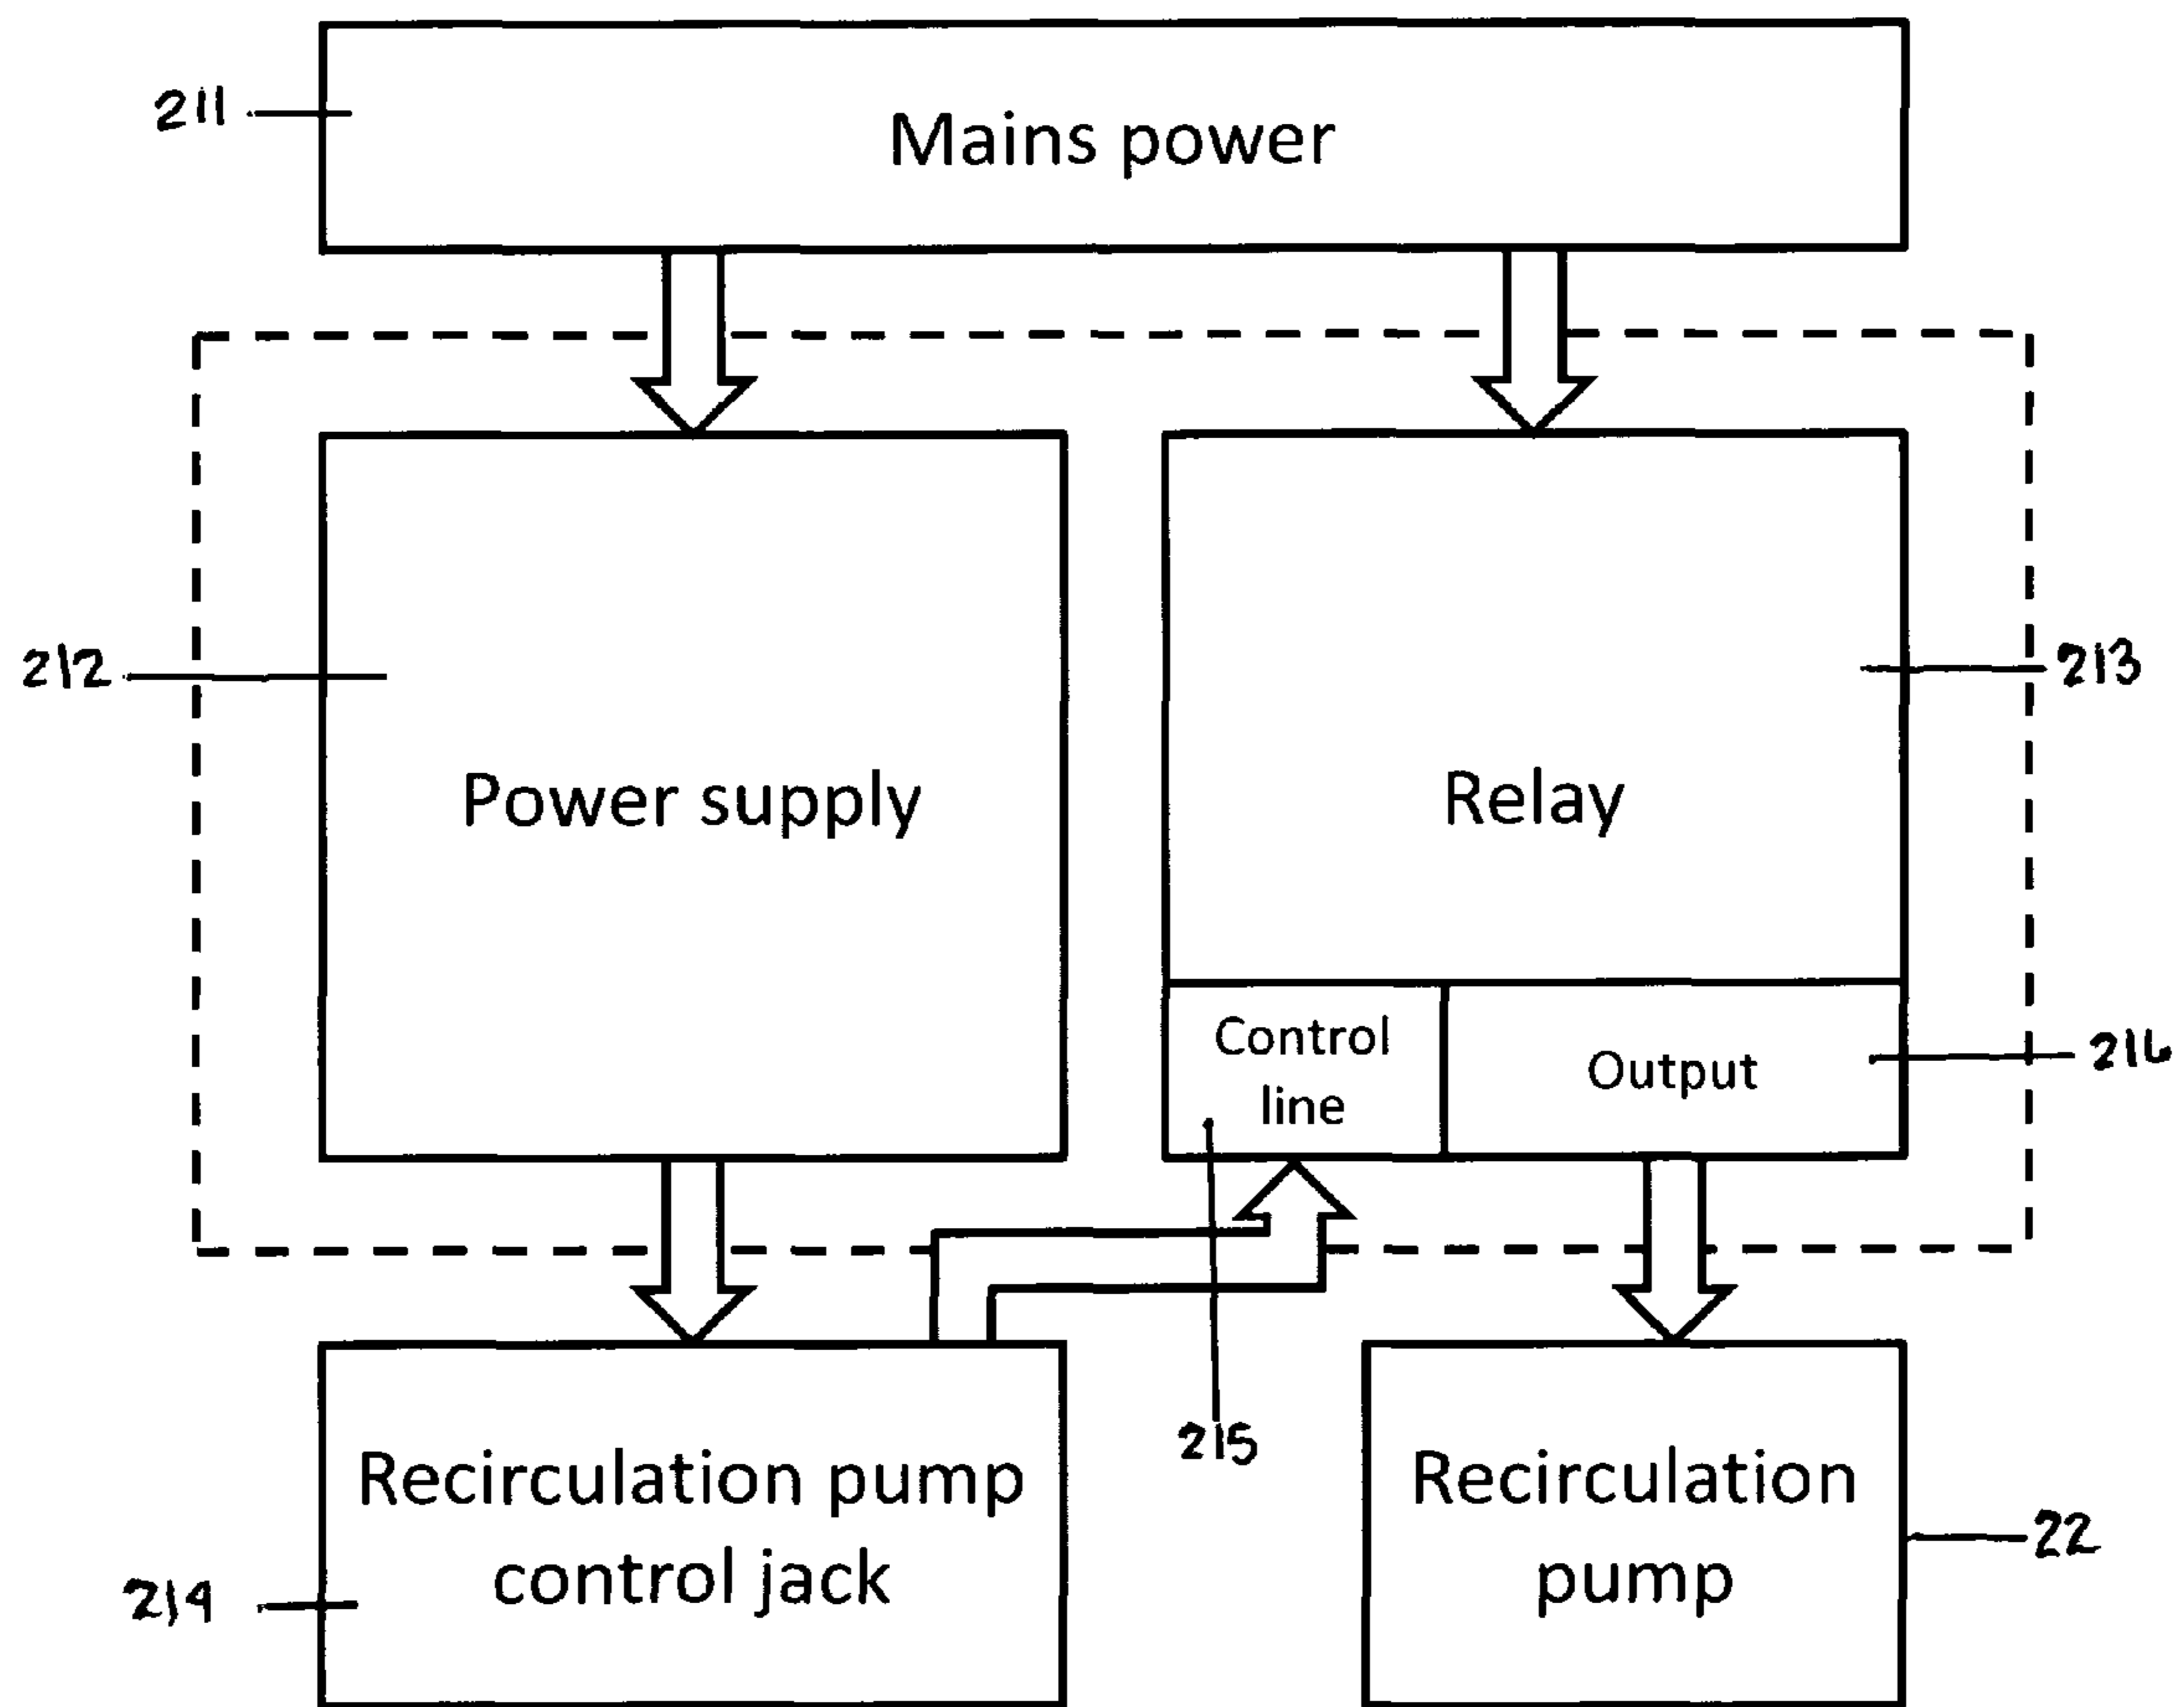 211
Mains power
212
213
Power supply
Relay
Control
line
Output
216
215
Recirculation pump
control jack
214
Recirculation
pump
22